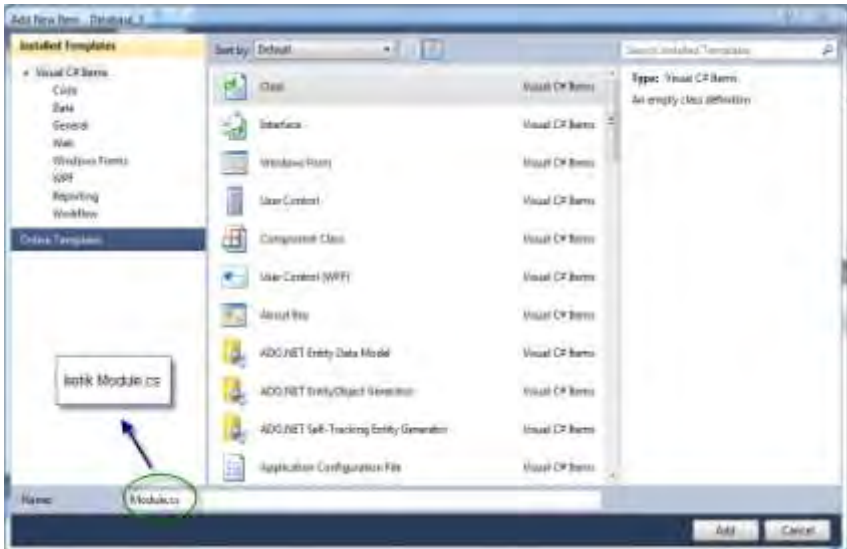 Add New Item - Database_1
Installed Templates
Sort by: Default
Search Installed Templates
Visual C# Items
Code
Data
General
Web
Windows Forms
WPF
Reporting
Workflow
Online Templates
Class Visual C# Items
Interface Visual C# Items
Windows Form Visual C# Items
User Control Visual C# Items
Component Class Visual C# Items
User Control (WPF) Visual C# Items
About Box Visual C# Items
ADO.NET Entity Data Model Visual C# Items
ADO.NET EntityObject Generator Visual C# Items
ADO.NET Self-Tracking Entity Generator Visual C# Items
Application Configuration File Visual C# Items
Type: Visual C# Items
An empty class definition
ketik Module.cs
Name: Module.cs
Add Cancel